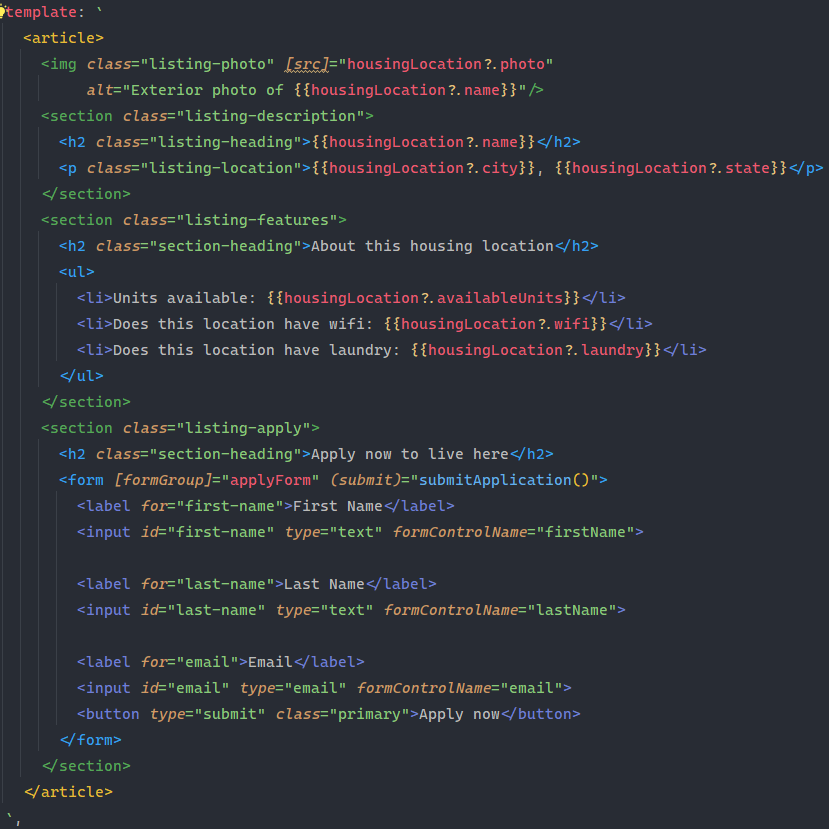 template: `
<article>
<img class="listing-photo" [src]="housingLocation?.photo"
alt="Exterior photo of {{housingLocation?.name}}"/>
<section class="listing-description">
<h2 class="listing-heading">{{housingLocation?.name}}</h2>
<p class="listing-location">{{housingLocation?.city}}, {{housingLocation?.state}}</p>
</section>
<section class="listing-features">
<h2 class="section-heading">About this housing location</h2>
<ul>
<li>Units available: {{housingLocation?.availableUnits}}</li>
<li>Does this location have wifi: {{housingLocation?.wifi}}</li>
<li>Does this location have laundry: {{housingLocation?.laundry}}</li>
</ul>
</section>
<section class="listing-apply">
<h2 class="section-heading">Apply now to live here</h2>
<form [formGroup]="applyForm" (submit)="submitApplication()">
<label for="first-name">First Name</label>
<input id="first-name" type="text" formControlName="firstName">
<label for="last-name">Last Name</label>
<input id="last-name" type="text" formControlName="lastName">
<label for="email">Email</label>
<input id="email" type="email" formControlName="email">
<button type="submit" class="primary">Apply now</button>
</form>
</section>
</article>
`,